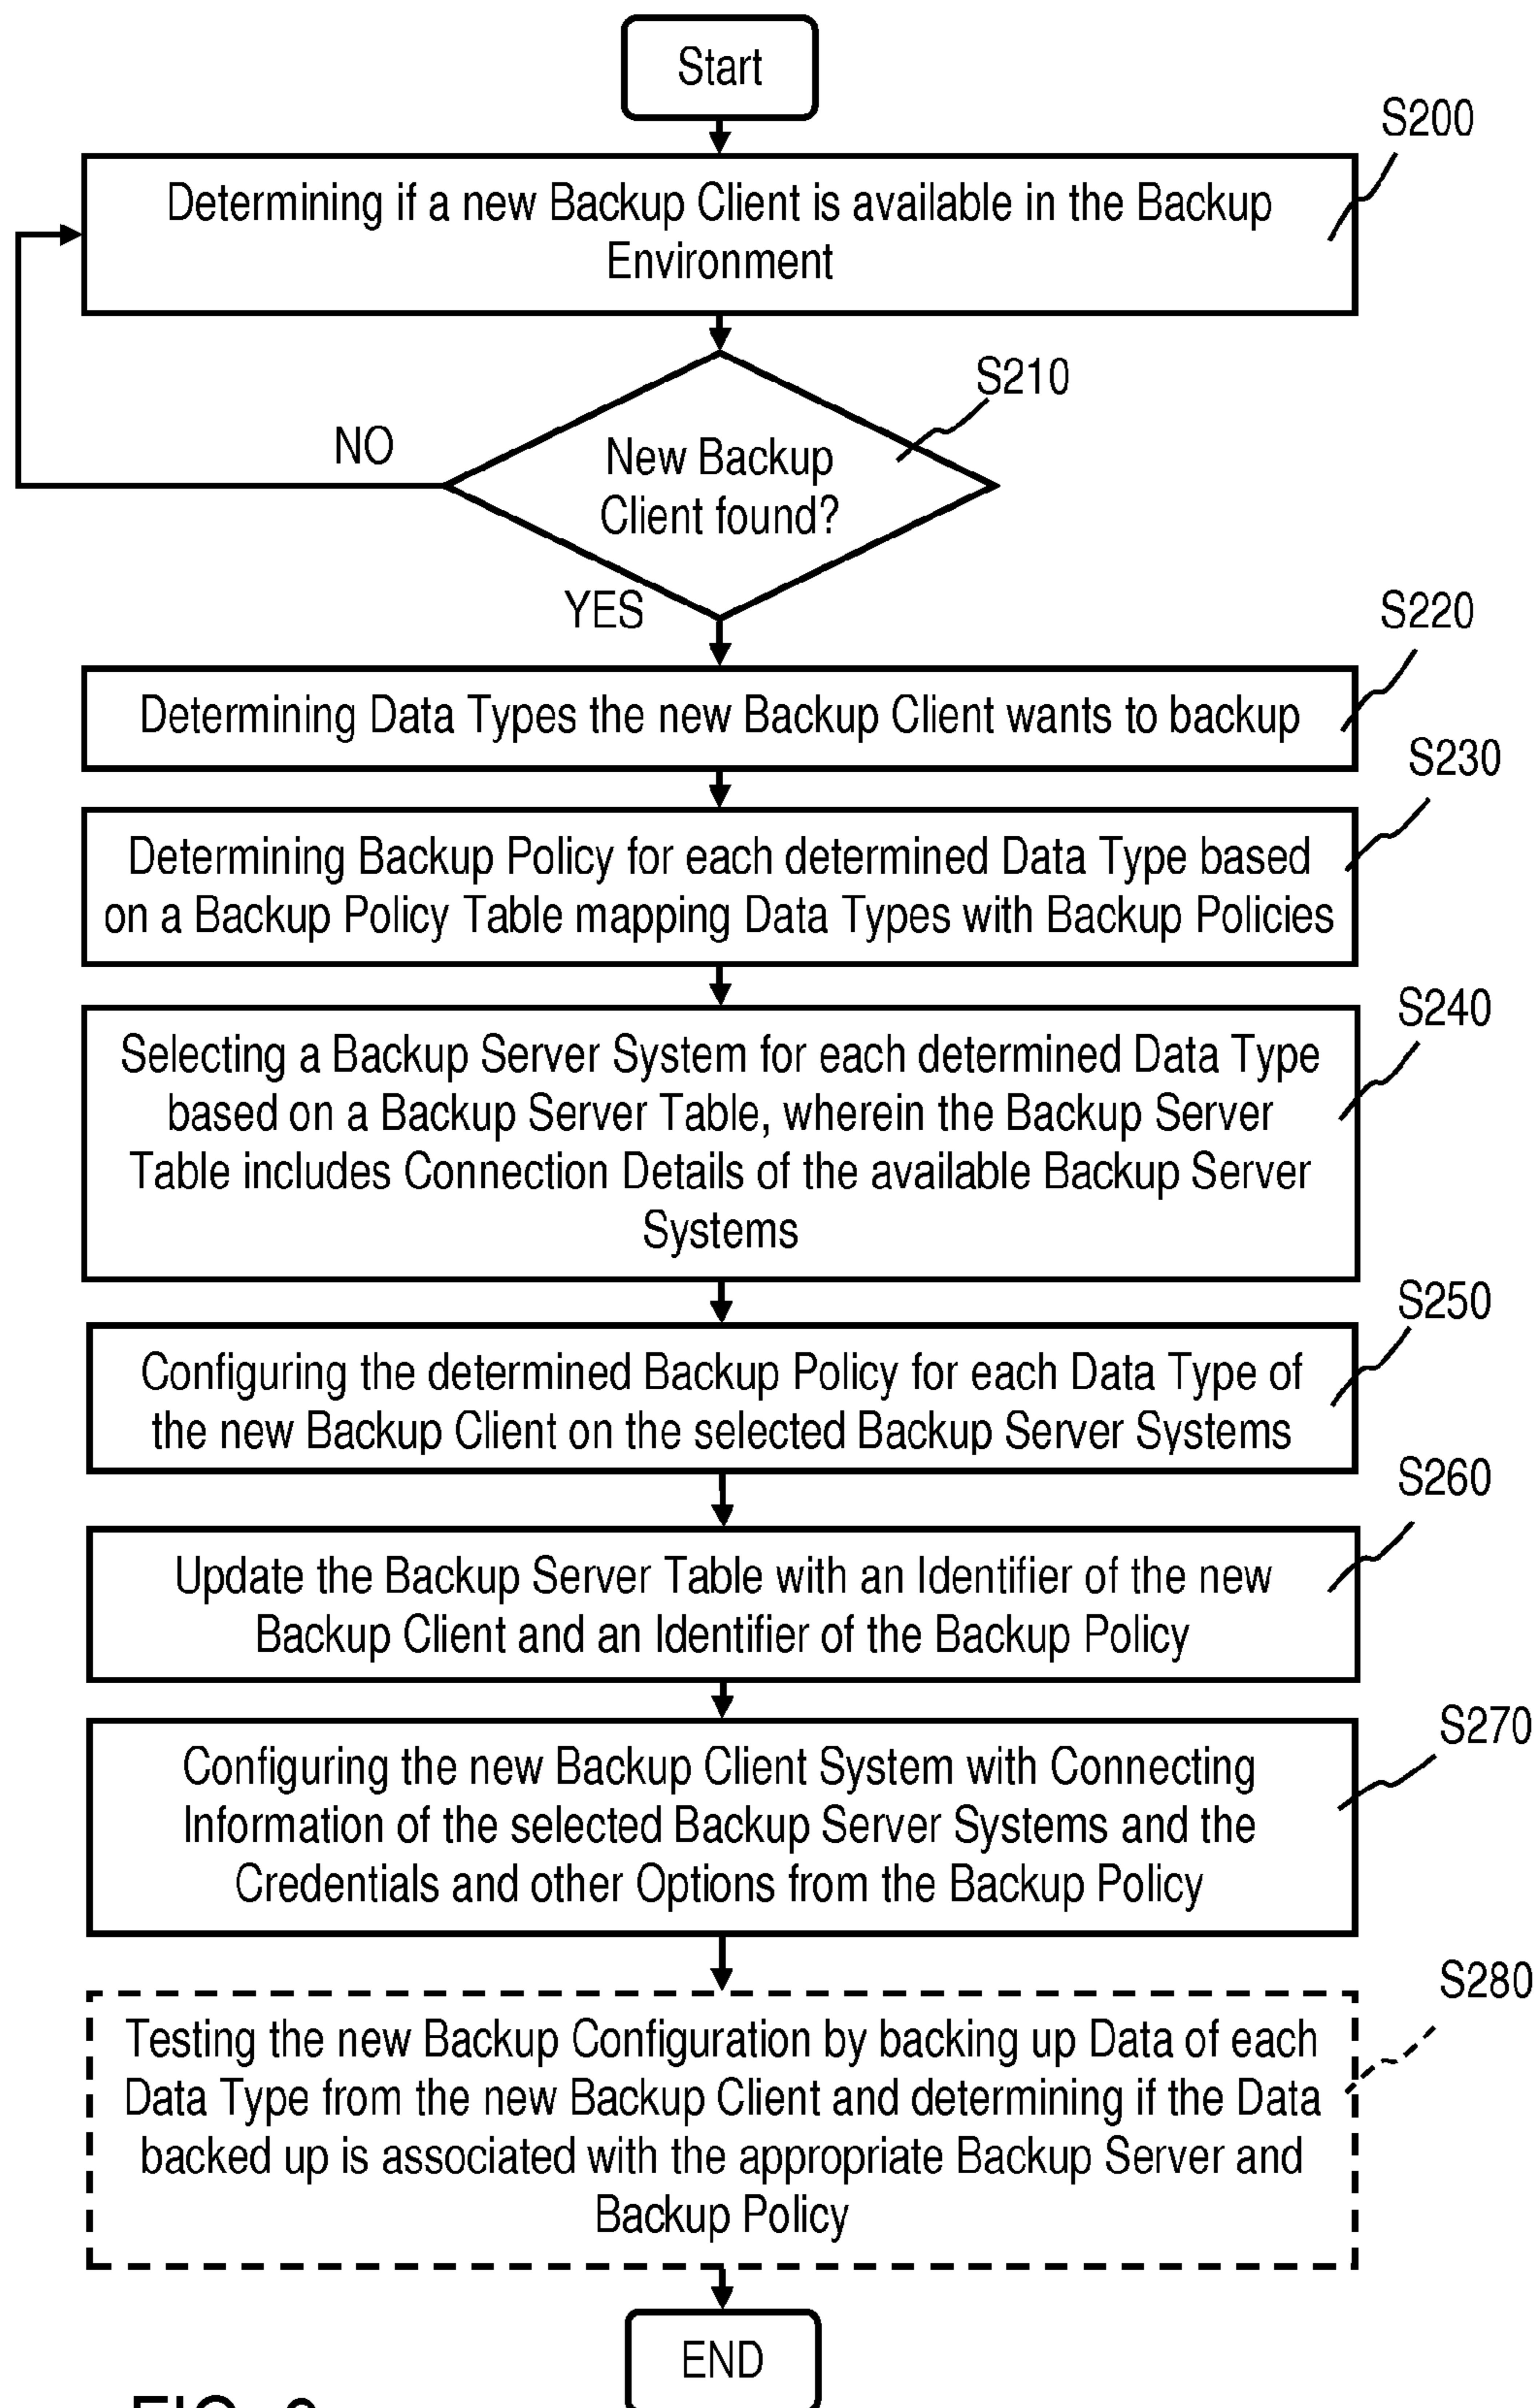 Start
S200
Determining if a new Backup Client is available in the Backup
Environment
S210
New Backup
Client found?
NO
YES
S220
Determining Data Types the new Backup Client wants to backup
S230
Determining Backup Policy for each determined Data Type based
on a Backup Policy Table mapping Data Types with Backup Policies
S240
Selecting a Backup Server System for each determined Data Type
based on a Backup Server Table, wherein the Backup Server
Table includes Connection Details of the available Backup Server
Systems
S250
Configuring the determined Backup Policy for each Data Type of
the new Backup Client on the selected Backup Server Systems
S260
Update the Backup Server Table with an Identifier of the new
Backup Client and an Identifier of the Backup Policy
S270
Configuring the new Backup Client System with Connecting
Information of the selected Backup Server Systems and the
Credentials and other Options from the Backup Policy
S280
Testing the new Backup Configuration by backing up Data of each
Data Type from the new Backup Client and determining if the Data
backed up is associated with the appropriate Backup Server and
Backup Policy
END
FIG.